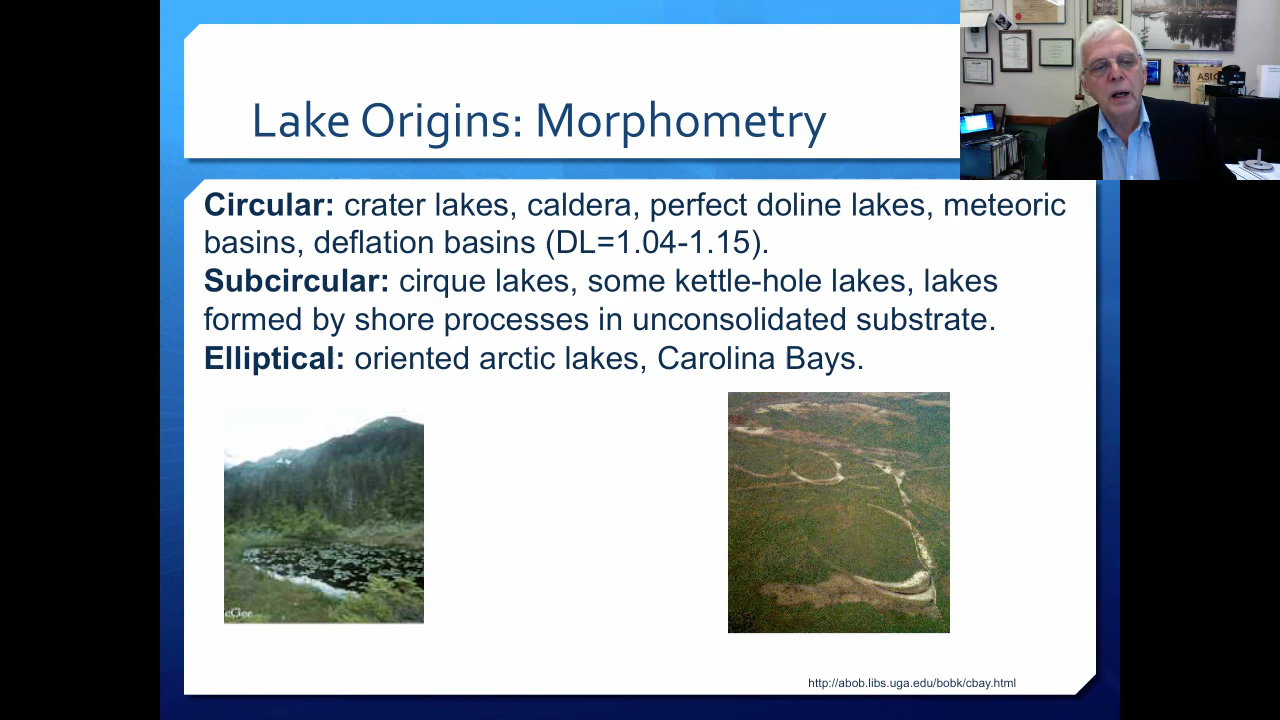 Lake Origins: Morphometry
ASLO
Circular: crater lakes, caldera, perfect doline lakes, meteoric
basins, deflation basins (DL=1.04-1.15).
Subcircular: cirque lakes, some kettle-hole lakes, lakes
formed by shore processes in unconsolidated substrate.
Elliptical: oriented arctic lakes, Carolina Bays.
http://abob.libs.uga.edu/bobk/cbay.html